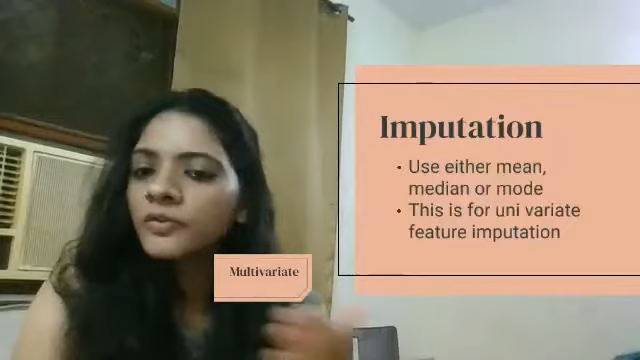 Imputation
• Use either mean,
median or mode
• This is for uni variate
feature imputation
Multivariate